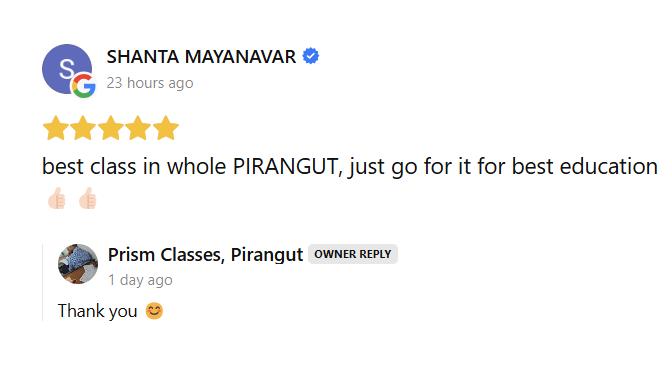 S
G
SHANTA MAYANAVAR
23 hours ago
best class in whole PIRANGUT, just go for it for best education
👍🏻 👍🏻
Prism Classes, Pirangut OWNER REPLY
1 day ago
Thank you 😊